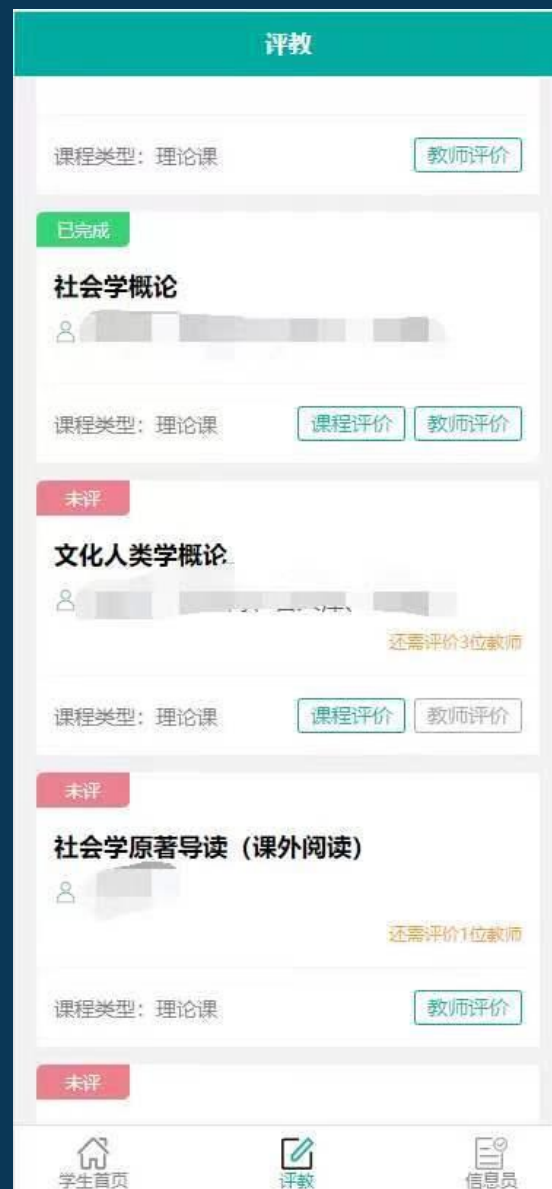 评教
课程类型：理论课 教师评价
已完成
社会学概论
课程类型：理论课 课程评价 教师评价
未评
文化人类学概论
还需评价3位教师
课程类型：理论课 课程评价 教师评价
未评
社会学原著导读（课外阅读）
还需评价1位教师
课程类型：理论课 教师评价
未评
学生首页 评教 信息员